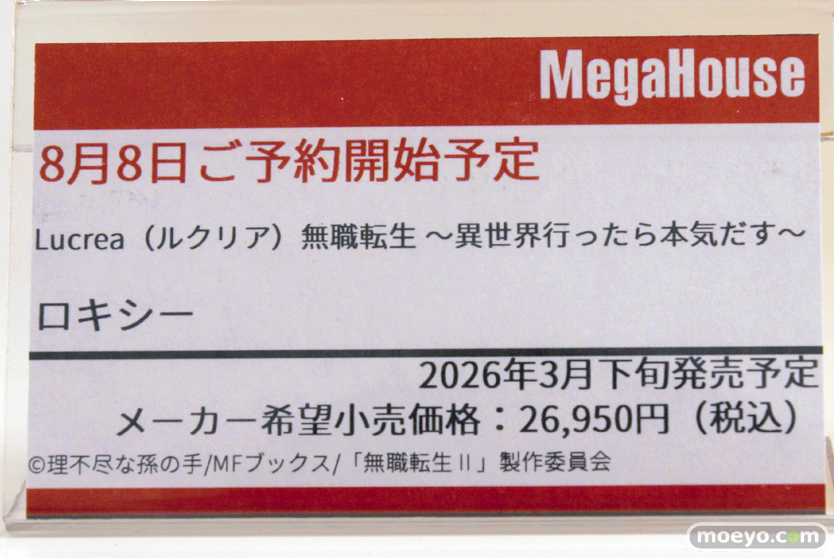 MegaHouse
8月8日ご予約開始予定
Lucrea（ルクリア）無職転生 ～異世界行ったら本気だす～
ロキシー
2026年3月下旬発売予定
メーカー希望小売価格：26,950円（税込）
©理不尽な孫の手/MFブックス/「無職転生Ⅱ」製作委員会
moeyo.com